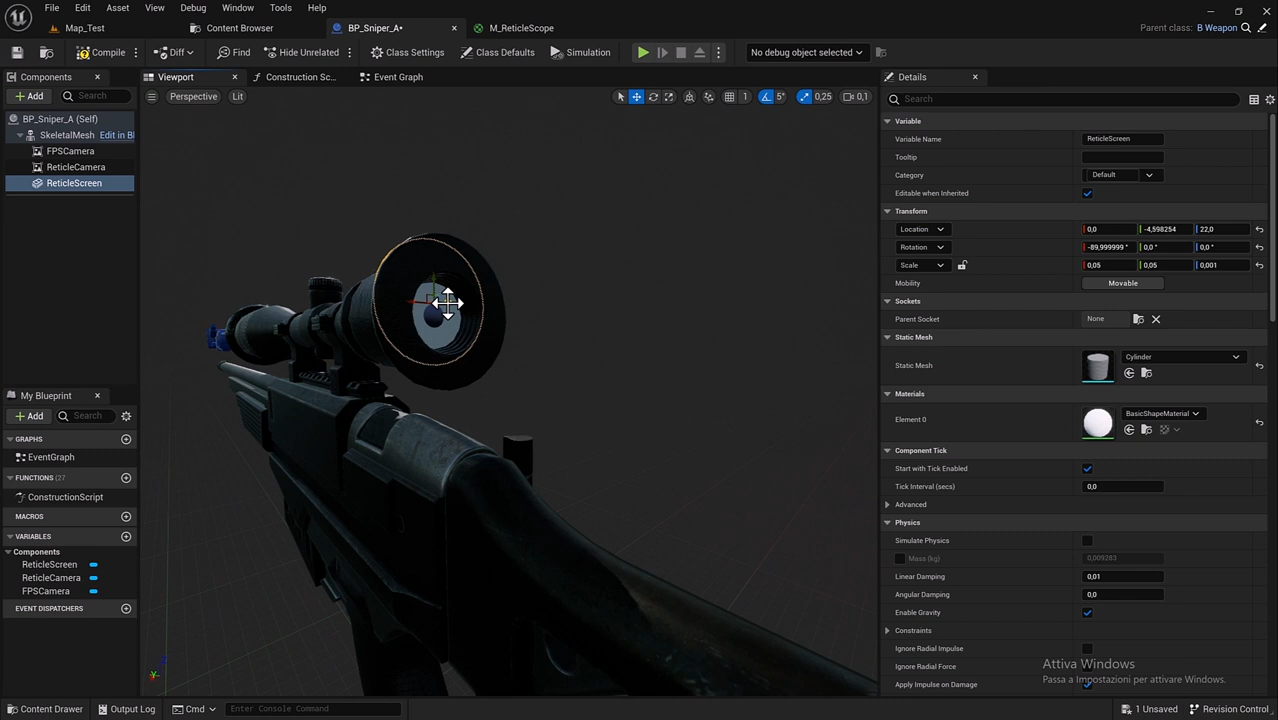 File Edit Asset View Debug Window Tools Help
Map_Test Content Browser BP_Sniper_A• M_ReticleScope Parent class: B Weapon
Compile Diff Find Hide Unrelated Class Settings Class Defaults Simulation No debug object selected
Components
Add Search
BP_Sniper_A (Self)
SkeletalMesh Edit in Bl
FPSCamera
ReticleCamera
ReticleScreen
My Blueprint
Add Search
GRAPHS
EventGraph
FUNCTIONS (27
ConstructionScript
MACROS
VARIABLES
Components
ReticleScreen
ReticleCamera
FPSCamera
EVENT DISPATCHERS
Viewport Construction Sc... Event Graph
Perspective Lit 1 5° 0,25 0,1
Details
Search
Variable
Variable Name ReticleScreen
Tooltip
Category Default
Editable when Inherited
Transform
Location 0,0 -4,598254 22,0
Rotation -89,999999 ° 0,0 ° 0,0 °
Scale 0,05 0,05 0,001
Mobility Movable
Sockets
Parent Socket None
Static Mesh
Static Mesh Cylinder
Materials
Element 0 BasicShapeMaterial
Component Tick
Start with Tick Enabled
Tick Interval (secs) 0,0
Advanced
Physics
Simulate Physics
Mass (kg) 0,009283
Linear Damping 0,01
Angular Damping 0,0
Enable Gravity
Constraints
Ignore Radial Impulse
Ignore Radial Force
Apply Impulse on Damage
Attiva Windows
Passa a Impostazioni per attivare Windows.
Content Drawer Output Log Cmd Enter Console Command 1 Unsaved Revision Control